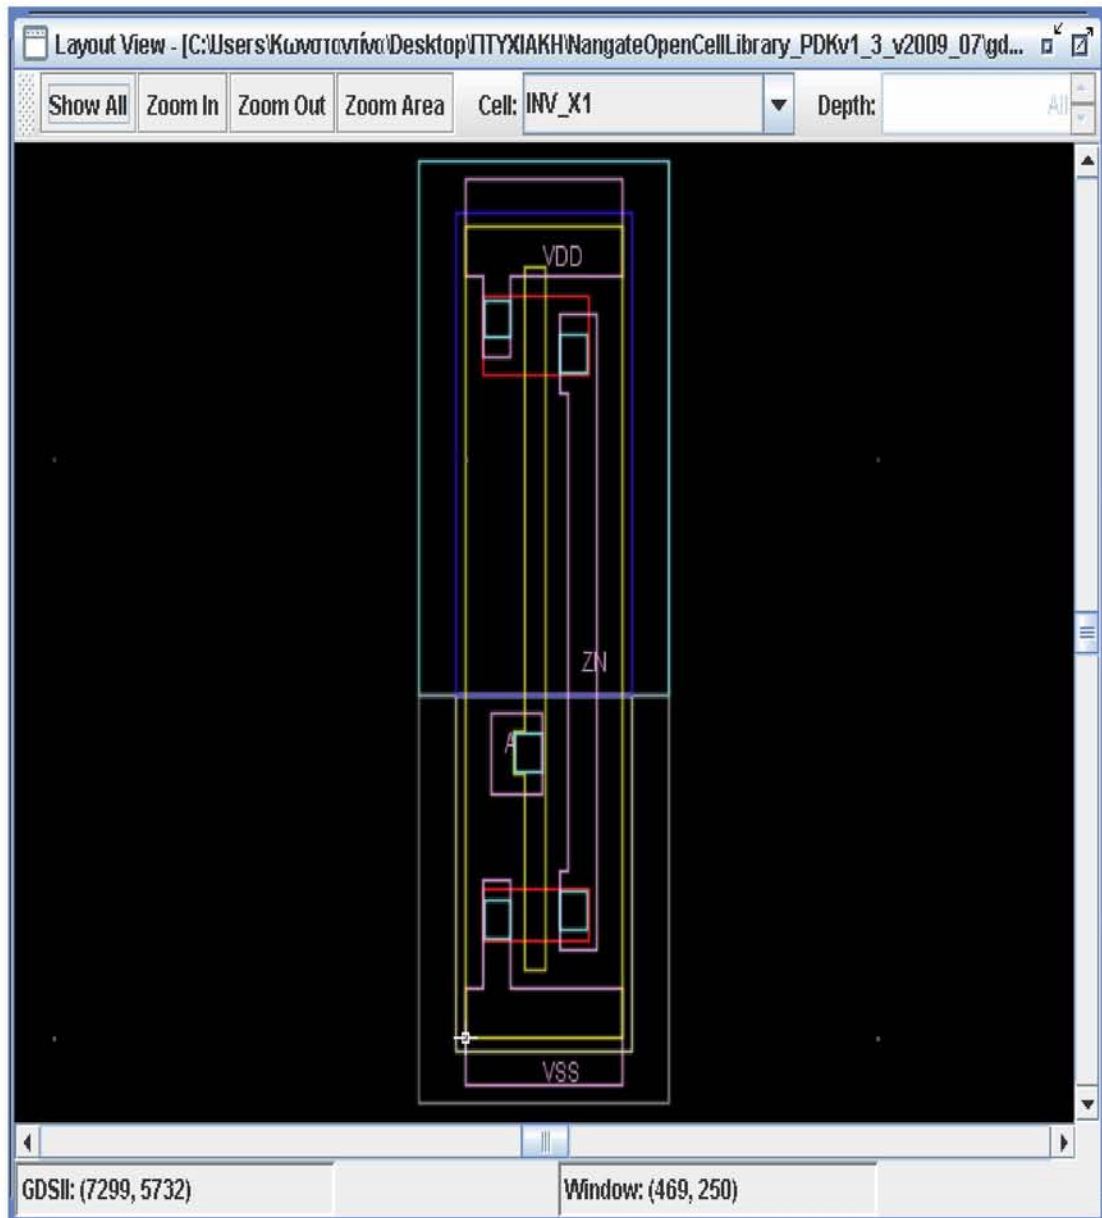 Layout View - [C:\Users\Κωνσταντίνα\Desktop\ΠΤΥΧΙΑΚΗ\NangateOpenCellLibrary_PDKv1_3_v2009_07\gd...
Show All Zoom In Zoom Out Zoom Area Cell: INV_X1 Depth: All
VDD
ZN
A
VSS
GDSII: (7299, 5732) Window: (469, 250)